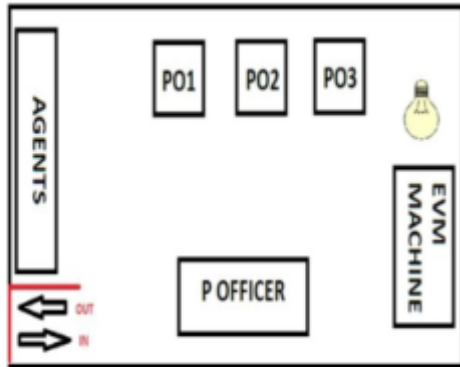 PO1 PO2 PO3
AGENTS
EVM
MACHINE
P OFFICER
OUT
IN